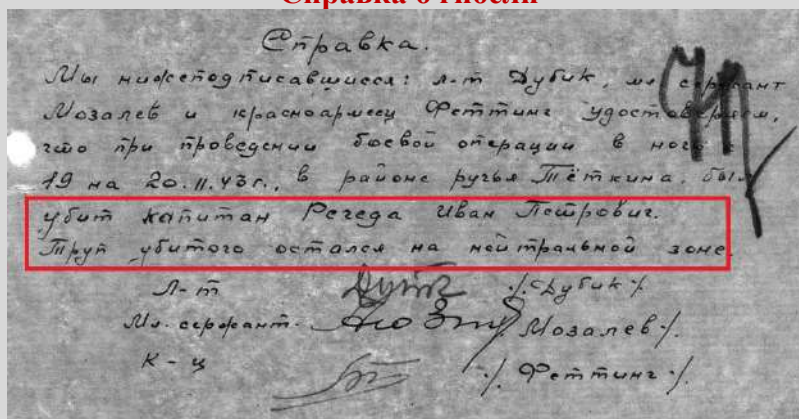 Справка.
Мы нижеподписавшиеся: л-т Дубик, мл сержант
Мозалев и красноармеец Феттинг удостоверяем,
что при проведении боевой операции в ночь с
19 на 20.11.43г., в районе ручья Тёткина, был
убит капитан Регеда Иван Петрович.
Труп убитого остался на нейтральной зоне.
Л-т /.Дубик./
Мл. сержант. /Мозалев./.
К-ц ./ Феттинг./